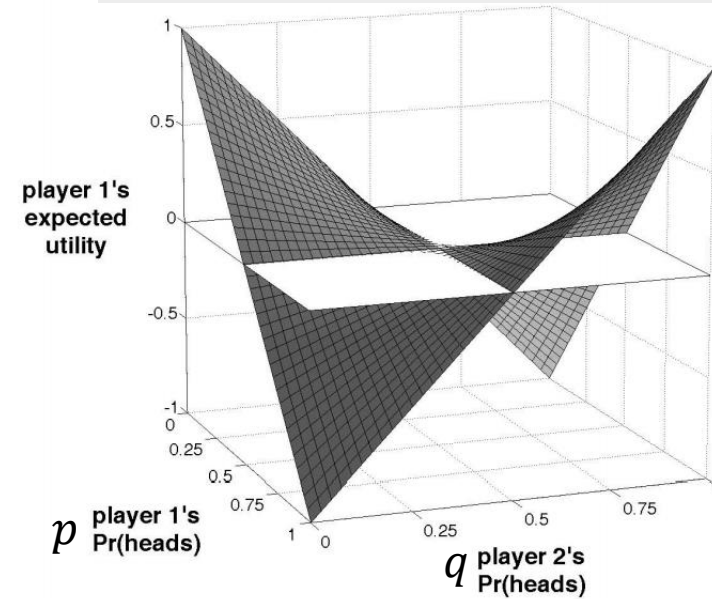 1
0.5
0
-0.5
-1
player 1's
expected
utility
0
0.25
0.5
0.75
1
p player 1's
Pr(heads)
0
0.25
0.5
0.75
q player 2's
Pr(heads)